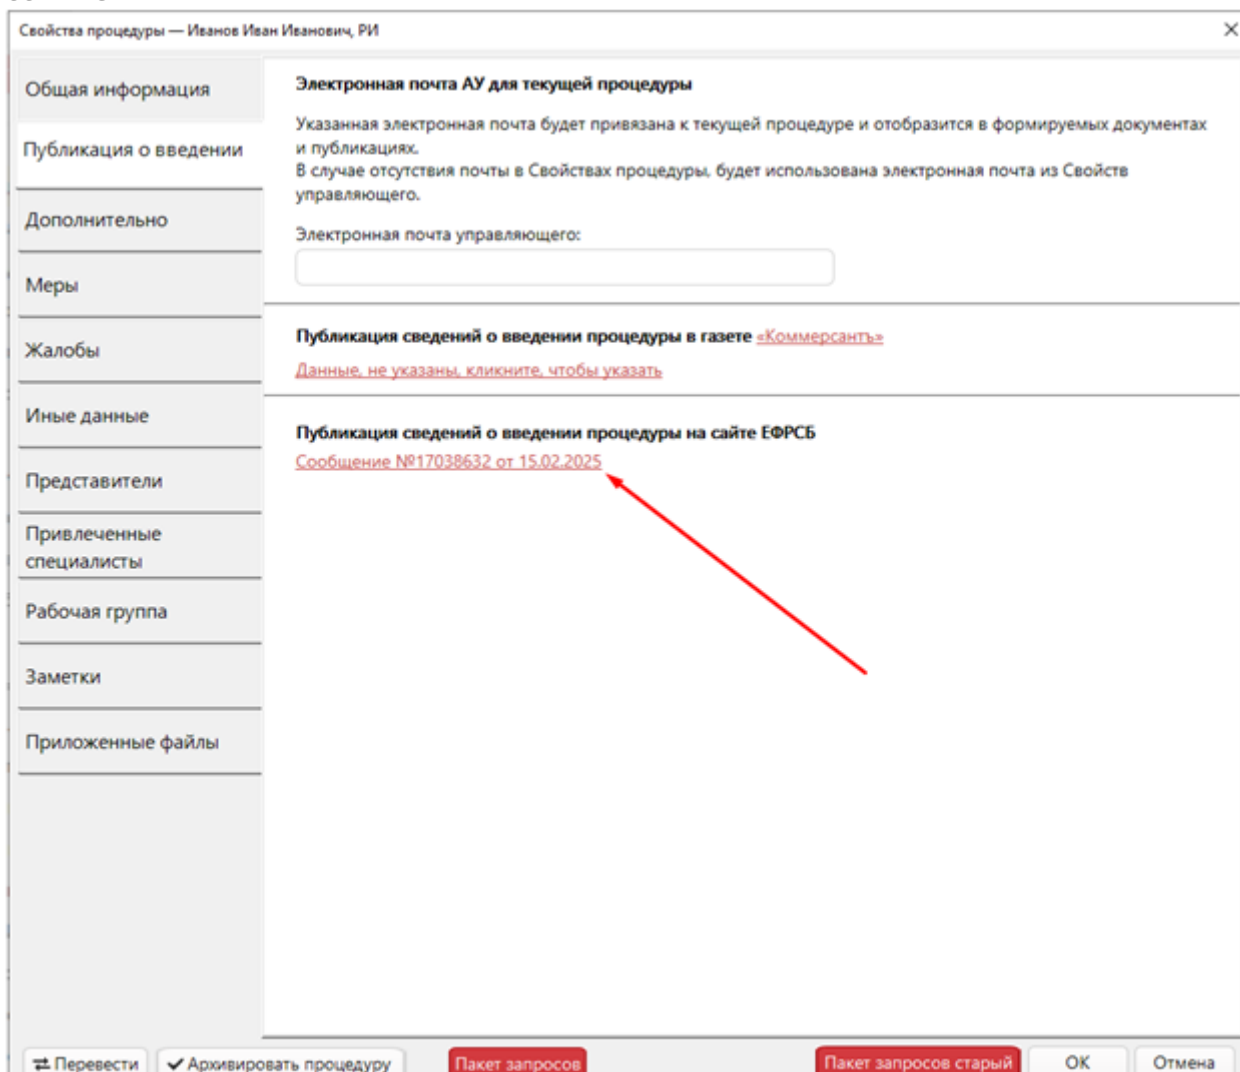 Свойства процедуры — Иванов Иван Иванович, РИ
Общая информация
Публикация о введении
Дополнительно
Меры
Жалобы
Иные данные
Представители
Привлеченные
специалисты
Рабочая группа
Заметки
Приложенные файлы
Электронная почта АУ для текущей процедуры
Указанная электронная почта будет привязана к текущей процедуре и отобразится в формируемых документах
и публикациях.
В случае отсутствия почты в Свойствах процедуры, будет использована электронная почта из Свойств
управляющего.
Электронная почта управляющего:
Публикация сведений о введении процедуры в газете «Коммерсантъ»
Данные, не указаны, кликните, чтобы указать
Публикация сведений о введении процедуры на сайте ЕФРСБ
Сообщение №17038632 от 15.02.2025
Перевести
Архивировать процедуру
Пакет запросов
Пакет запросов старый
ОК
Отмена